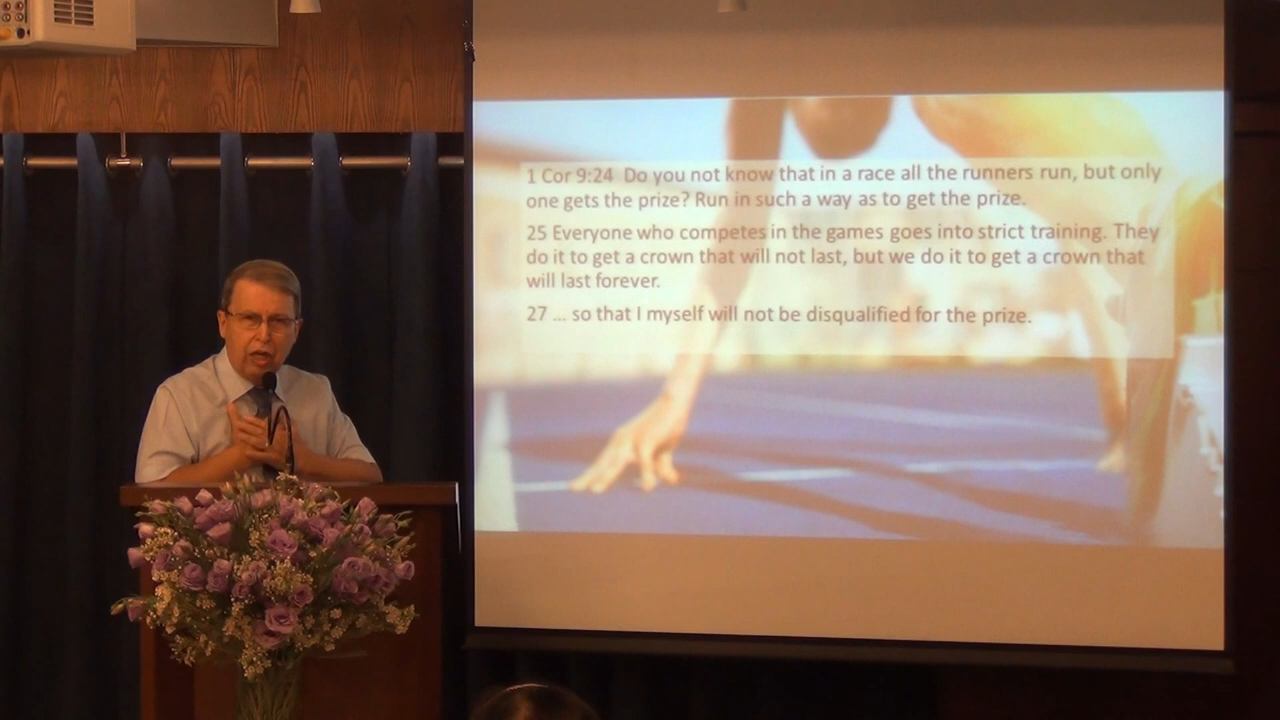 1 Cor 9:24  Do you not know that in a race all the runners run, but only
one gets the prize? Run in such a way as to get the prize.
25 Everyone who competes in the games goes into strict training. They
do it to get a crown that will not last, but we do it to get a crown that
will last forever.
27 ... so that I myself will not be disqualified for the prize.